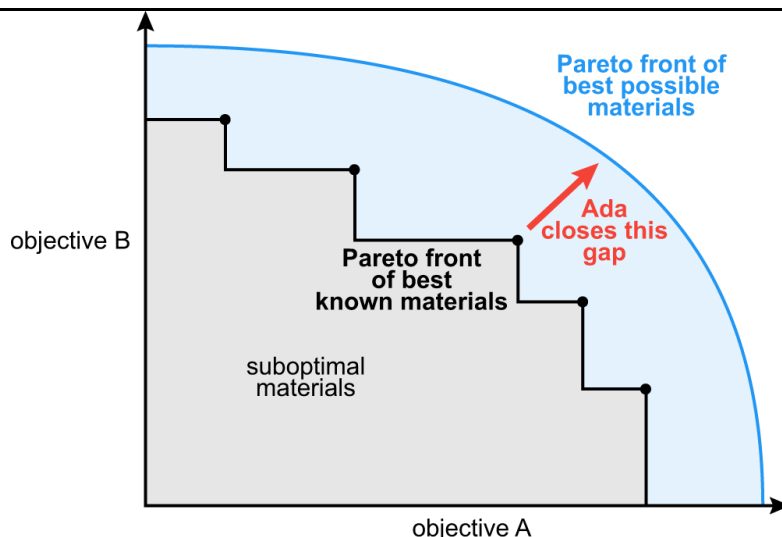 Pareto front of
best possible
materials
Ada
closes this
gap
objective B
Pareto front
of best
known materials
suboptimal
materials
objective A